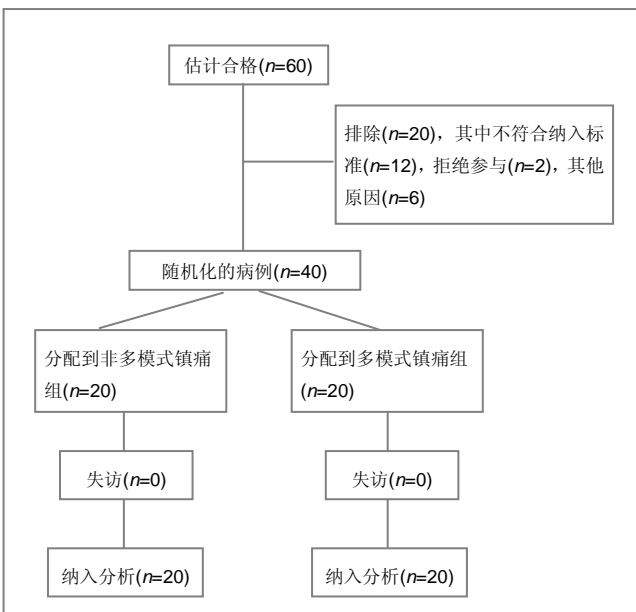 估计合格(n=60)
排除(n=20)，其中不符合纳入标
准(n=12)，拒绝参与(n=2)，其他
原因(n=6)
随机化的病例(n=40)
分配到非多模式镇痛
组(n=20)
分配到多模式镇痛组
(n=20)
失访(n=0)
失访(n=0)
纳入分析(n=20)
纳入分析(n=20)